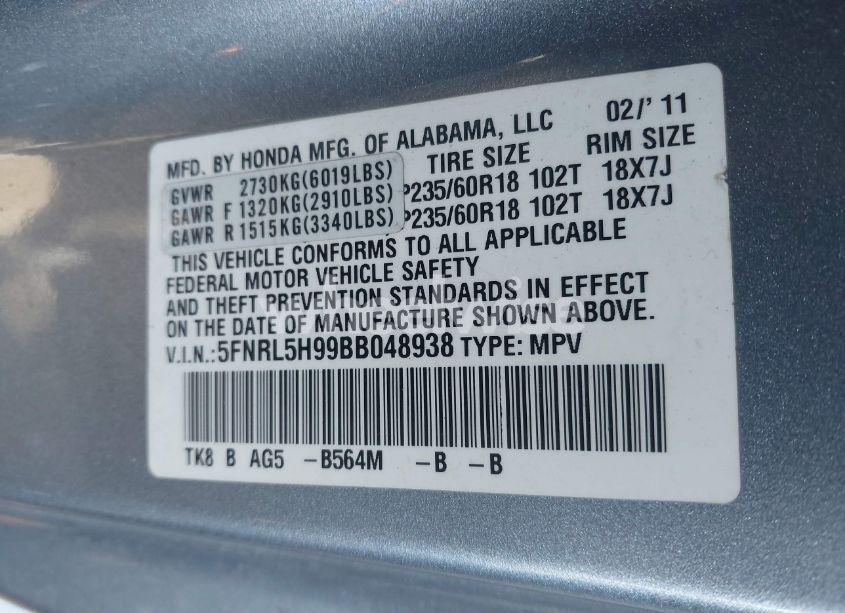 MFD. BY HONDA MFG. OF ALABAMA, LLC 02/' 11
TIRE SIZE RIM SIZE
GVWR 2730KG(6019LBS)
GAWR F 1320KG(2910LBS) P235/60R18 102T 18X7J
GAWR R 1515KG(3340LBS) P235/60R18 102T 18X7J
THIS VEHICLE CONFORMS TO ALL APPLICABLE
FEDERAL MOTOR VEHICLE SAFETY
AND THEFT PREVENTION STANDARDS IN EFFECT
ON THE DATE OF MANUFACTURE SHOWN ABOVE.
V.I.N.:5FNRL5H99BB048938 TYPE: MPV
TK8 B AG5 -B564M -B -B